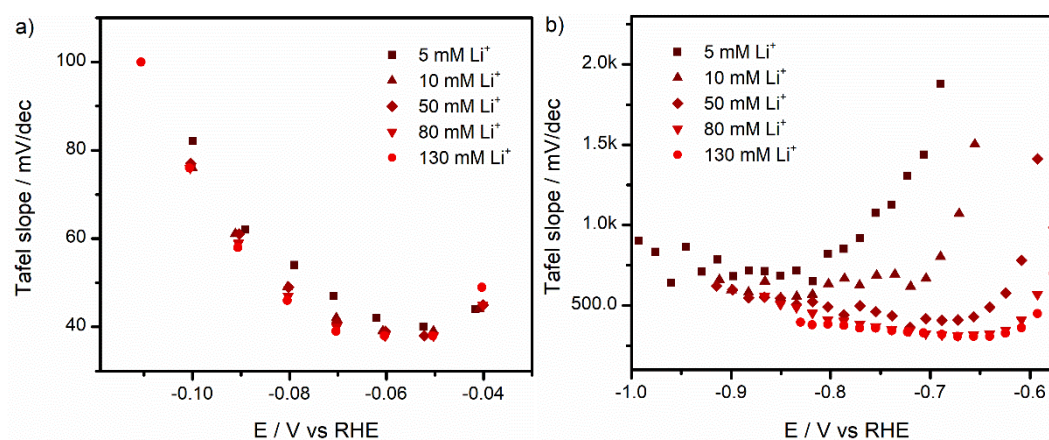 a)
Tafel slope / mV/dec
100
80
60
40
-0.10
-0.08
-0.06
-0.04
E / V vs RHE
5 mM Li⁺
10 mM Li⁺
50 mM Li⁺
80 mM Li⁺
130 mM Li⁺
b)
Tafel slope / mV/dec
2.0k
1.5k
1.0k
500.0
-1.0
-0.9
-0.8
-0.7
-0.6
E / V vs RHE
5 mM Li⁺
10 mM Li⁺
50 mM Li⁺
80 mM Li⁺
130 mM Li⁺